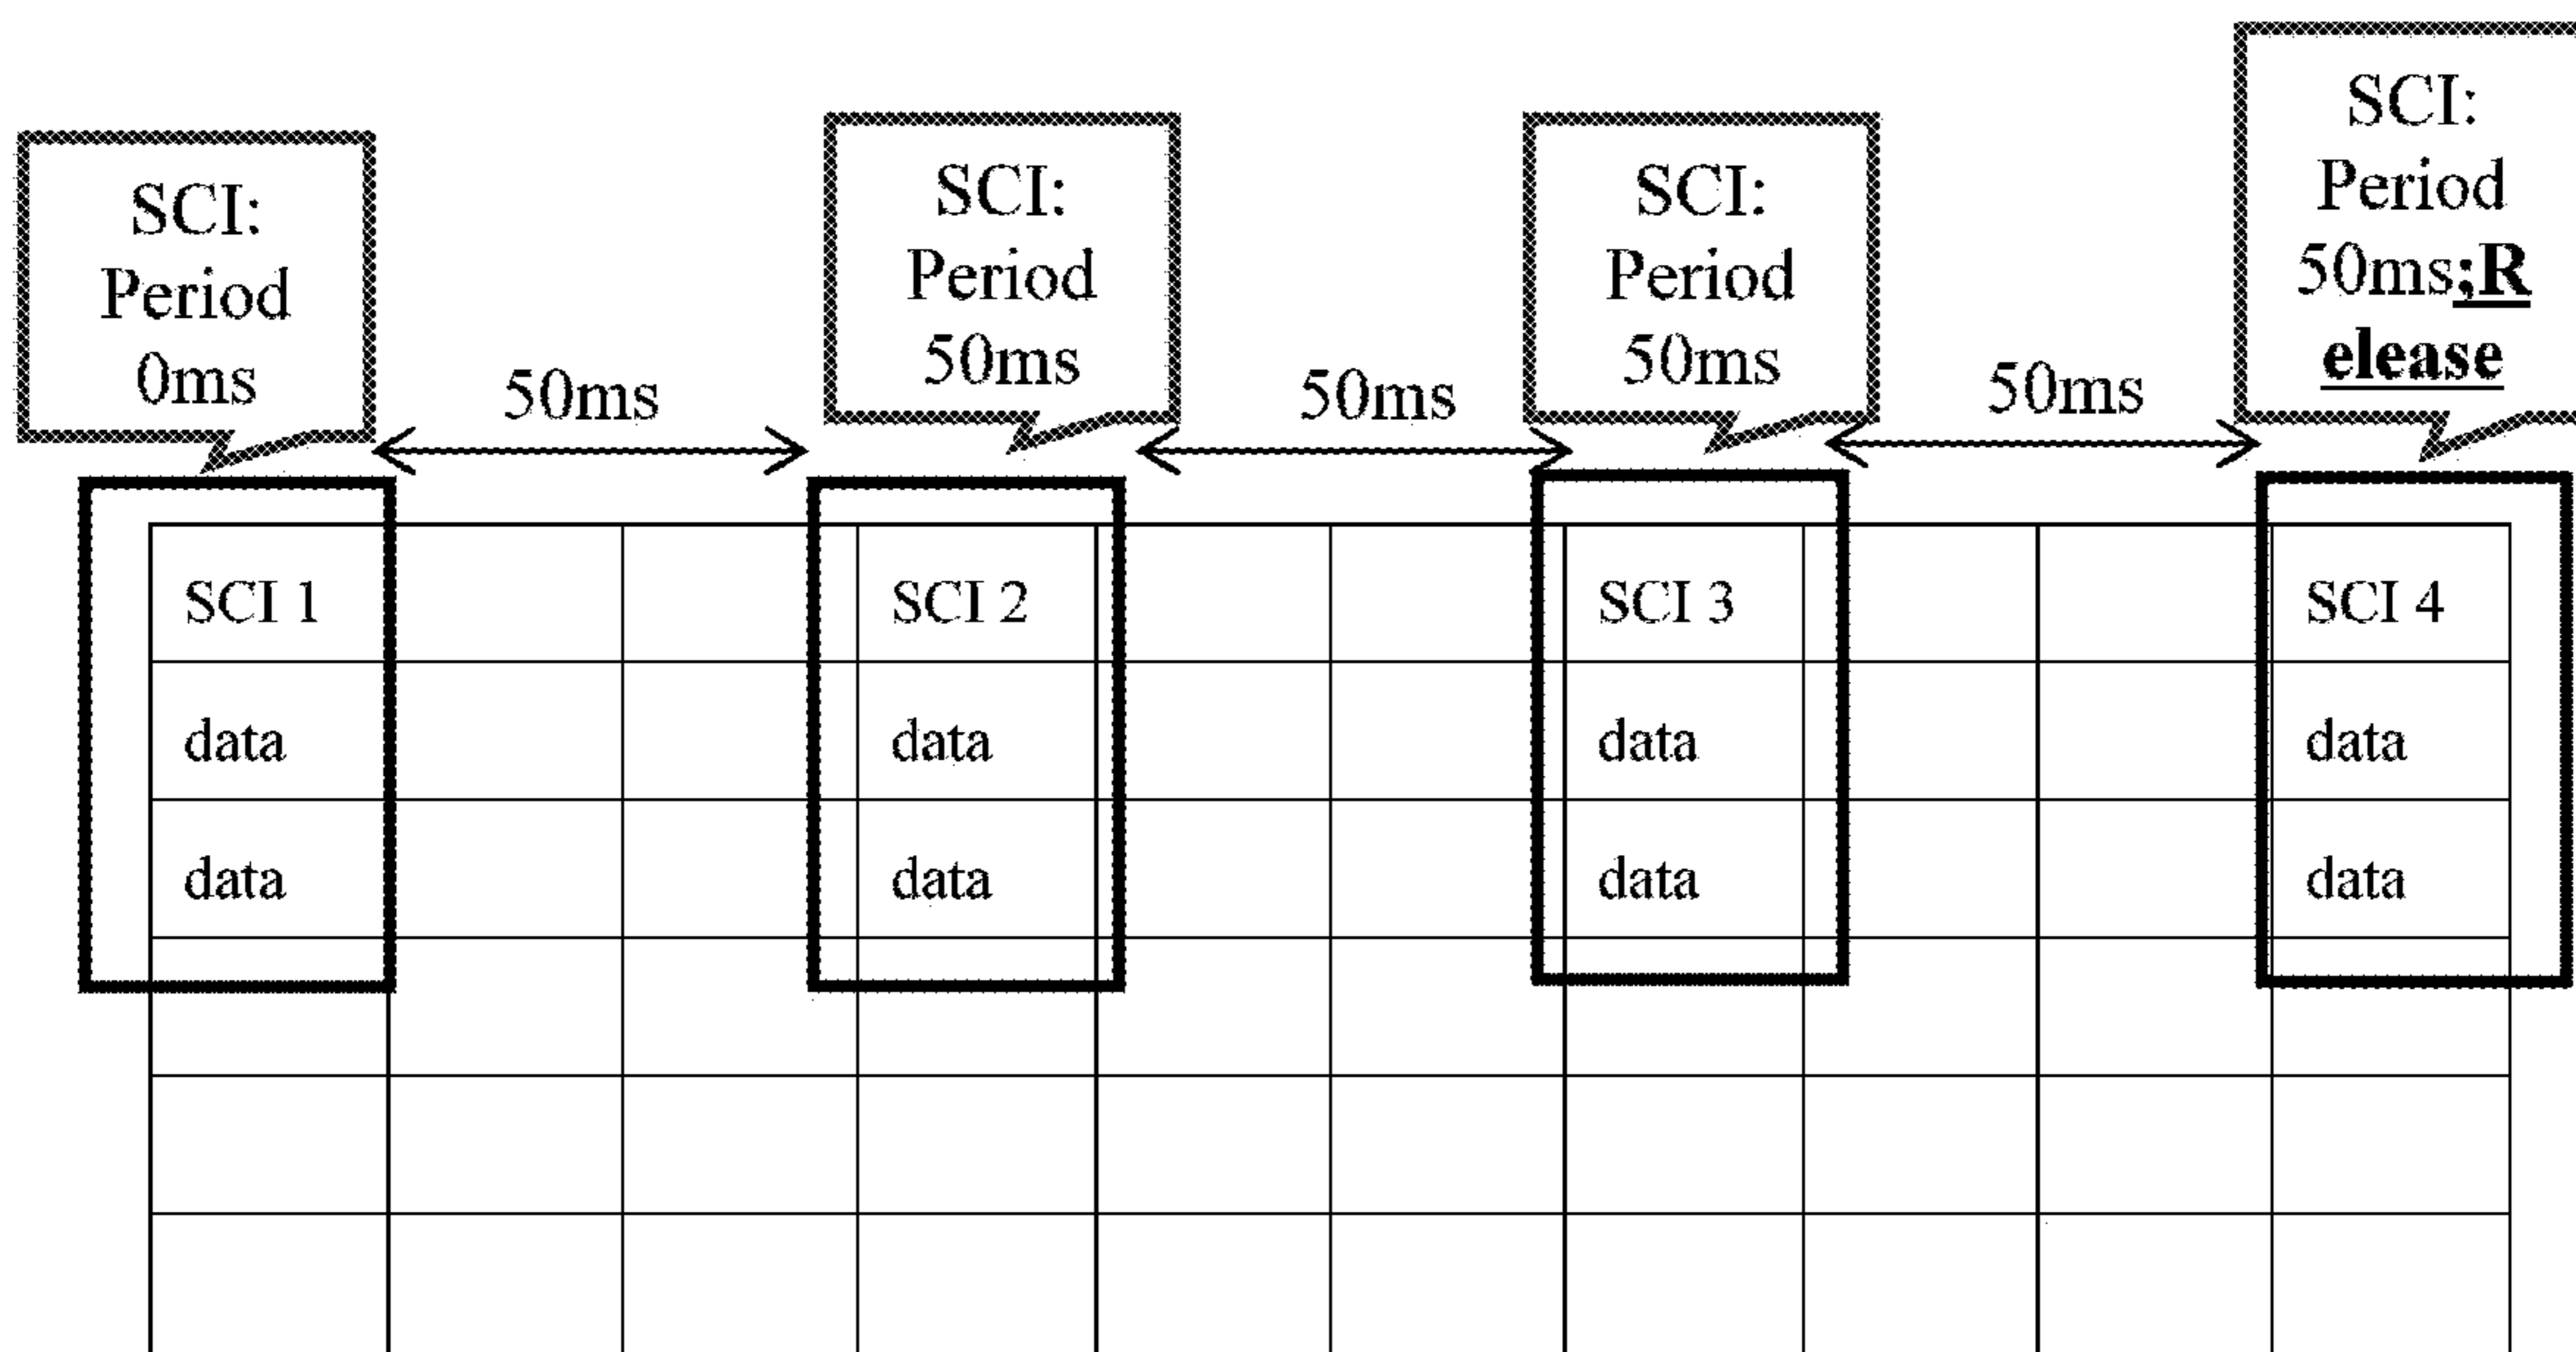 SCI:
Period
0ms
50ms
SCI:
Period
50ms
50ms
SCI:
Period
50ms
50ms
SCI:
Period
50ms;R
elease
SCI 1
SCI 2
SCI 3
SCI 4
data
data
data
data
data
data
data
data